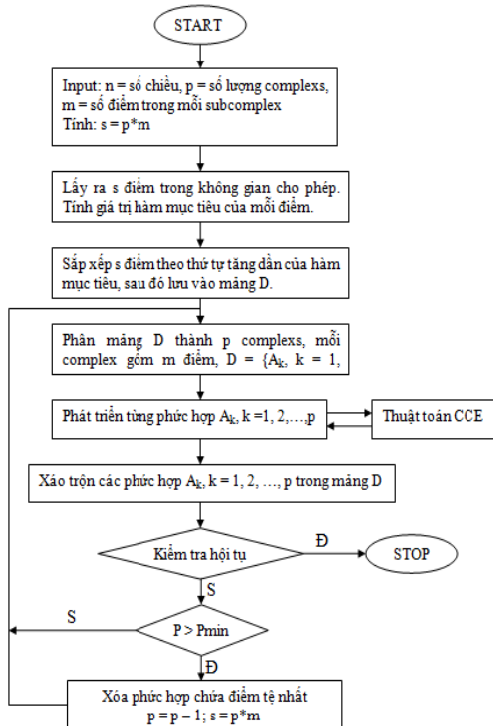 START
Input: n = số chiều, p = số lượng complexs,
m = số điểm trong mỗi subcomplex
Tính: s = p*m
Lấy ra s điểm trong không gian cho phép.
Tính giá trị hàm mục tiêu của mỗi điểm.
Sắp xếp s điểm theo thứ tự tăng dần của hàm
mục tiêu, sau đó lưu vào mảng D.
Phân mảng D thành p complexs, mỗi
complex gồm m điểm, D = {Ak, k = 1,
Phát triển từng phức hợp Ak, k =1, 2,…,p
Thuật toán CCE
Xáo trộn các phức hợp Ak, k = 1, 2, …, p trong mảng D
Kiểm tra hội tụ
Đ
STOP
S
S
P > Pmin
Đ
Xóa phức hợp chứa điểm tệ nhất
p = p – 1; s = p*m